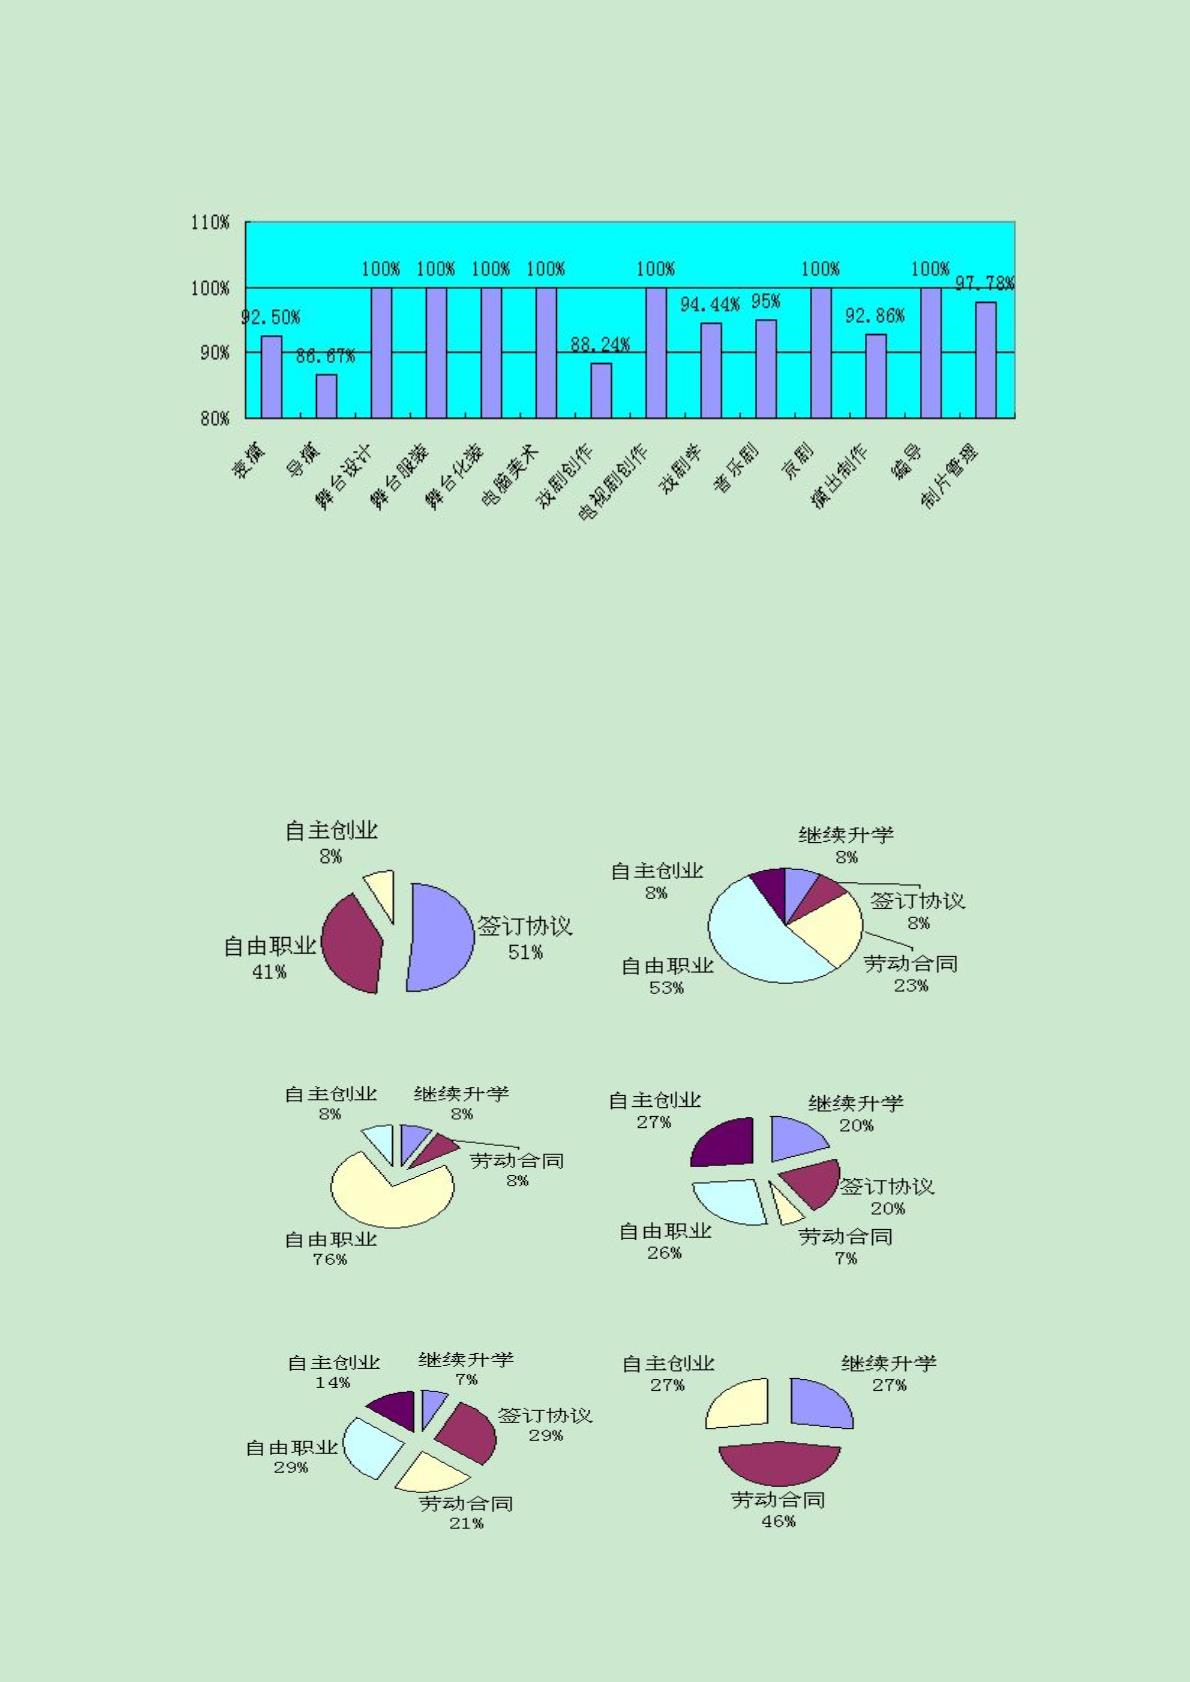 110%
100%
90%
80%
92.50%
86.67%
100%
100%
100%
100%
88.24%
100%
94.44%
95%
100%
92.86%
100%
97.78%
表演
导演
舞台设计
舞台服装
舞台化装
电脑美术
戏剧创作
电视剧创作
戏剧学
音乐剧
京剧
演出制作
编导
制片管理
自主创业
8%
签订协议
51%
自由职业
41%
继续升学
8%
自主创业
8%
签订协议
8%
劳动合同
23%
自由职业
53%
自主创业
8%
继续升学
8%
劳动合同
8%
自由职业
76%
自主创业
27%
继续升学
20%
签订协议
20%
自由职业
26%
劳动合同
7%
自主创业
14%
继续升学
7%
签订协议
29%
自由职业
29%
劳动合同
21%
自主创业
27%
继续升学
27%
劳动合同
46%